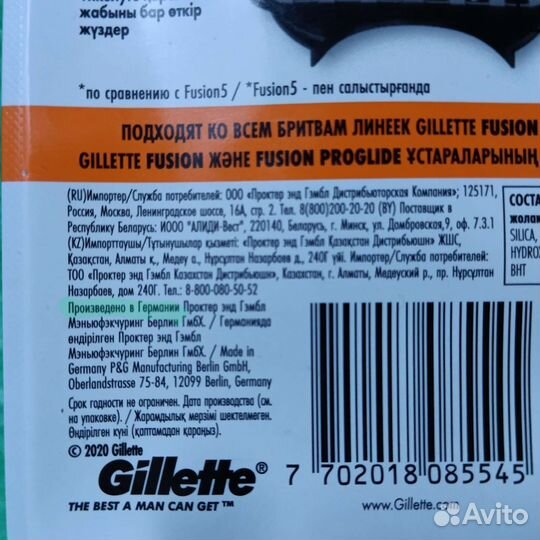 жабыны бар өткір
жүздер
*по сравнению с Fusion5 / *Fusion5 - пен салыстырғанда
ПОДХОДЯТ КО ВСЕМ БРИТВАМ ЛИНЕЕК GILLETTE FUSION
GILLETTE FUSION ЖӘНЕ FUSION PROGLIDE ҰСТАРАЛАРЫНЫҢ
(RU)Импортер/Служба потребителей: ООО «Проктер энд Гэмбл Дистрибьюторская Компания»; 125171,
Россия, Москва, Ленинградское шоссе, 16А, стр. 2. Тел. 8(800)200-20-20 (BY) Поставщик в
Республику Беларусь: ИООО "АЛИДИ-Вест", 220140, Беларусь, г. Минск, ул. Домбровская,9, оф. 7.3.1
(KZ)Импорттаушы/Тұтынушылар қызметі: «Проктер энд Гэмбл Қазақстан Дистрибьюшн» ЖШС,
Қазақстан, Алматы қ., Медеу а., Нұрсұлтан Назарбаев д., 240Г үйі. Импортер/Служба потребителей:
ТОО «Проктер энд Гэмбл Казахстан Дистрибьюшн», Казахстан, г. Алматы, Медеуский р., пр. Нурсултан
Назарбаев, дом 240Г. Тел.: 8-800-080-50-52
Произведено в Германии Проктер энд Гэмбл
Мэньюфэкчуринг Берлин ГмбХ. / Германияда
өндірілген Проктер энд Гэмбл
Мэньюфэкчуринг Берлин ГмбХ. / Made in
Germany P&G Manufacturing Berlin GmbH,
Oberlandstrasse 75-84, 12099 Berlin, Germany
Срок годности не ограничен. Дата производства (см.
на упаковке). / Жарамдылық мерзімі шектелмеген.
Өндірілген күні (қаптамадан қараңыз).
© 2020 Gillette
Gillette®
THE BEST A MAN CAN GET™
СОСТА
жолак
SILICA,
HYDROX
BHT
7 702018 085545
www.Gillette.com
Avito